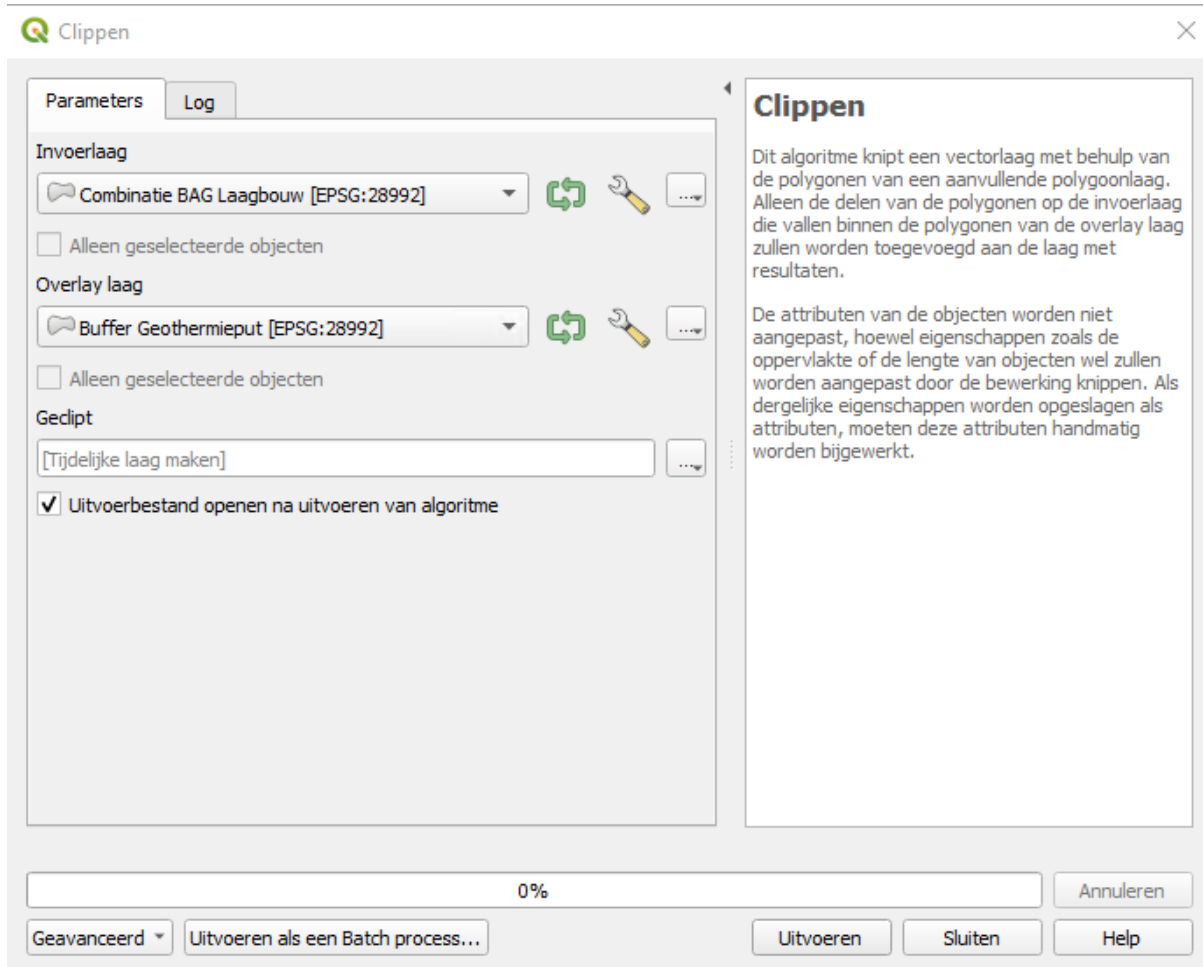 Clippen
Parameters
Log
Invoerlaag
Combinatie BAG Laagbouw [EPSG:28992]
...
Alleen geselecteerde objecten
Overlay laag
Buffer Geothermieput [EPSG:28992]
...
Alleen geselecteerde objecten
Geclipt
[Tijdelijke laag maken]
...
Uitvoerbestand openen na uitvoeren van algoritme
Clippen
Dit algoritme knipt een vectorlaag met behulp van
de polygonen van een aanvullende polygoonlaag.
Alleen de delen van de polygonen op de invoerlaag
die vallen binnen de polygonen van de overlay laag
zullen worden toegevoegd aan de laag met
resultaten.
De attributen van de objecten worden niet
aangepast, hoewel eigenschappen zoals de
oppervlakte of de lengte van objecten wel zullen
worden aangepast door de bewerking knippen. Als
dergelijke eigenschappen worden opgeslagen als
attributen, moeten deze attributen handmatig
worden bijgewerkt.
0%
Annuleren
Geavanceerd
Uitvoeren als een Batch process...
Uitvoeren
Sluiten
Help